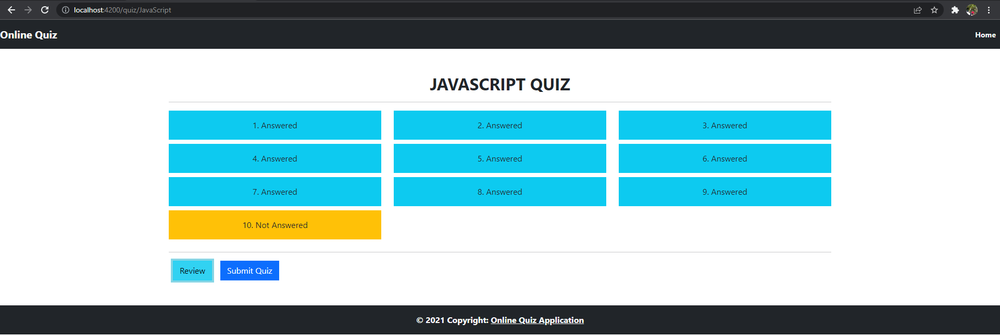 localhost:4200/quiz/JavaScript
Online Quiz
Home
JAVASCRIPT QUIZ
1. Answered
2. Answered
3. Answered
4. Answered
5. Answered
6. Answered
7. Answered
8. Answered
9. Answered
10. Not Answered
Review
Submit Quiz
© 2021 Copyright: Online Quiz Application